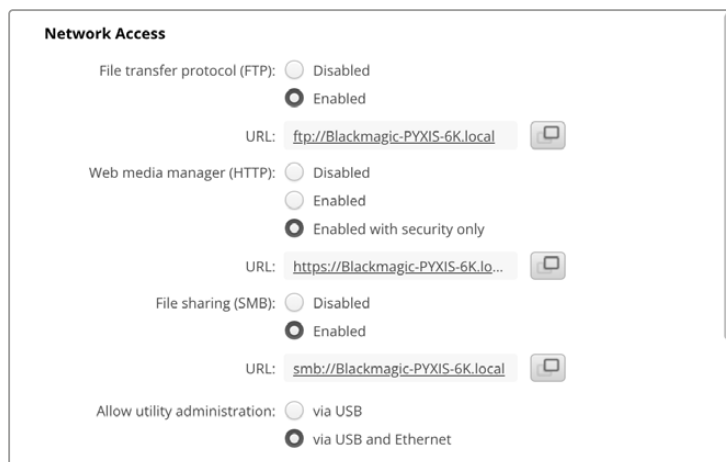 Network Access
File transfer protocol (FTP): Disabled
Enabled
URL: ftp://Blackmagic-PYXIS-6K.local
Web media manager (HTTP): Disabled
Enabled
Enabled with security only
URL: https://Blackmagic-PYXIS-6K.lo...
File sharing (SMB): Disabled
Enabled
URL: smb://Blackmagic-PYXIS-6K.local
Allow utility administration: via USB
via USB and Ethernet